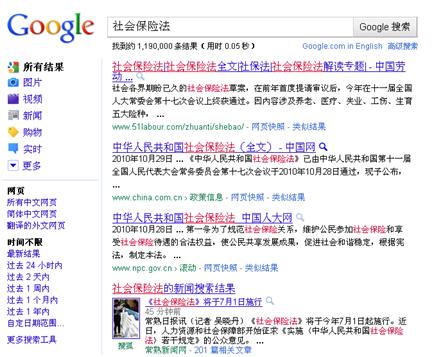 Google
社会保险法
Google 搜索
找到约 1,190,000 条结果 （用时 0.05 秒）
Google.com in English 高级搜索
所有结果
图片
视频
新闻
购物
实时
更多
网页
所有中文网页
简体中文网页
翻译的外文网页
时间不限
最新结果
过去 24 小时内
过去 2 天内
过去 1 周内
过去 1 个月内
过去 1 年内
自定日期范围...
更多搜索工具
社会保险法|社会保险法全文|社保法|社会保险法解读专题| - 中国劳
动 ...
社会各界期盼已久的社会保险法草案，在前年首度提请审议后，今年在十一届全国
人大常委会第十七次会议上终获通过。因内容涉及养老、医疗、失业、工伤、生育
五大险种， ...
www.51labour.com/zhuanti/shebao/ - 网页快照 - 类似结果
中华人民共和国社会保险法（全文） - 中国网
2010年10月29日 ... 《中华人民共和国社会保险法》已由中华人民共和国第十一届
全国人民代表大会常务委员会第十七次会议于2010年10月28日通过，现予公布，
...
www.china.com.cn › 政策信息 - 网页快照 - 类似结果
中华人民共和国社会保险法_中国人大网
2010年10月28日 ... 第一条为了规范社会保险关系，维护公民参加社会保险和享
受社会保险待遇的合法权益，使公民共享发展成果，促进社会和谐稳定，根据宪
法，制定本法。 ...
www.npc.gov.cn › 滚动 - 网页快照 - 类似结果
社会保险法的新闻搜索结果
《社会保险法》将于7月1日施行
45 分钟前
常熟日报讯（记者 吴晓丹）《社会保险法》将于今年7月1日起施行。近
日，人力资源和社会保障部开始征求《实施〈中华人民共和国社会保险
法〉若干规定》的公众意见。 ...
搜狐
常熟新闻网 - 201 篇相关文章